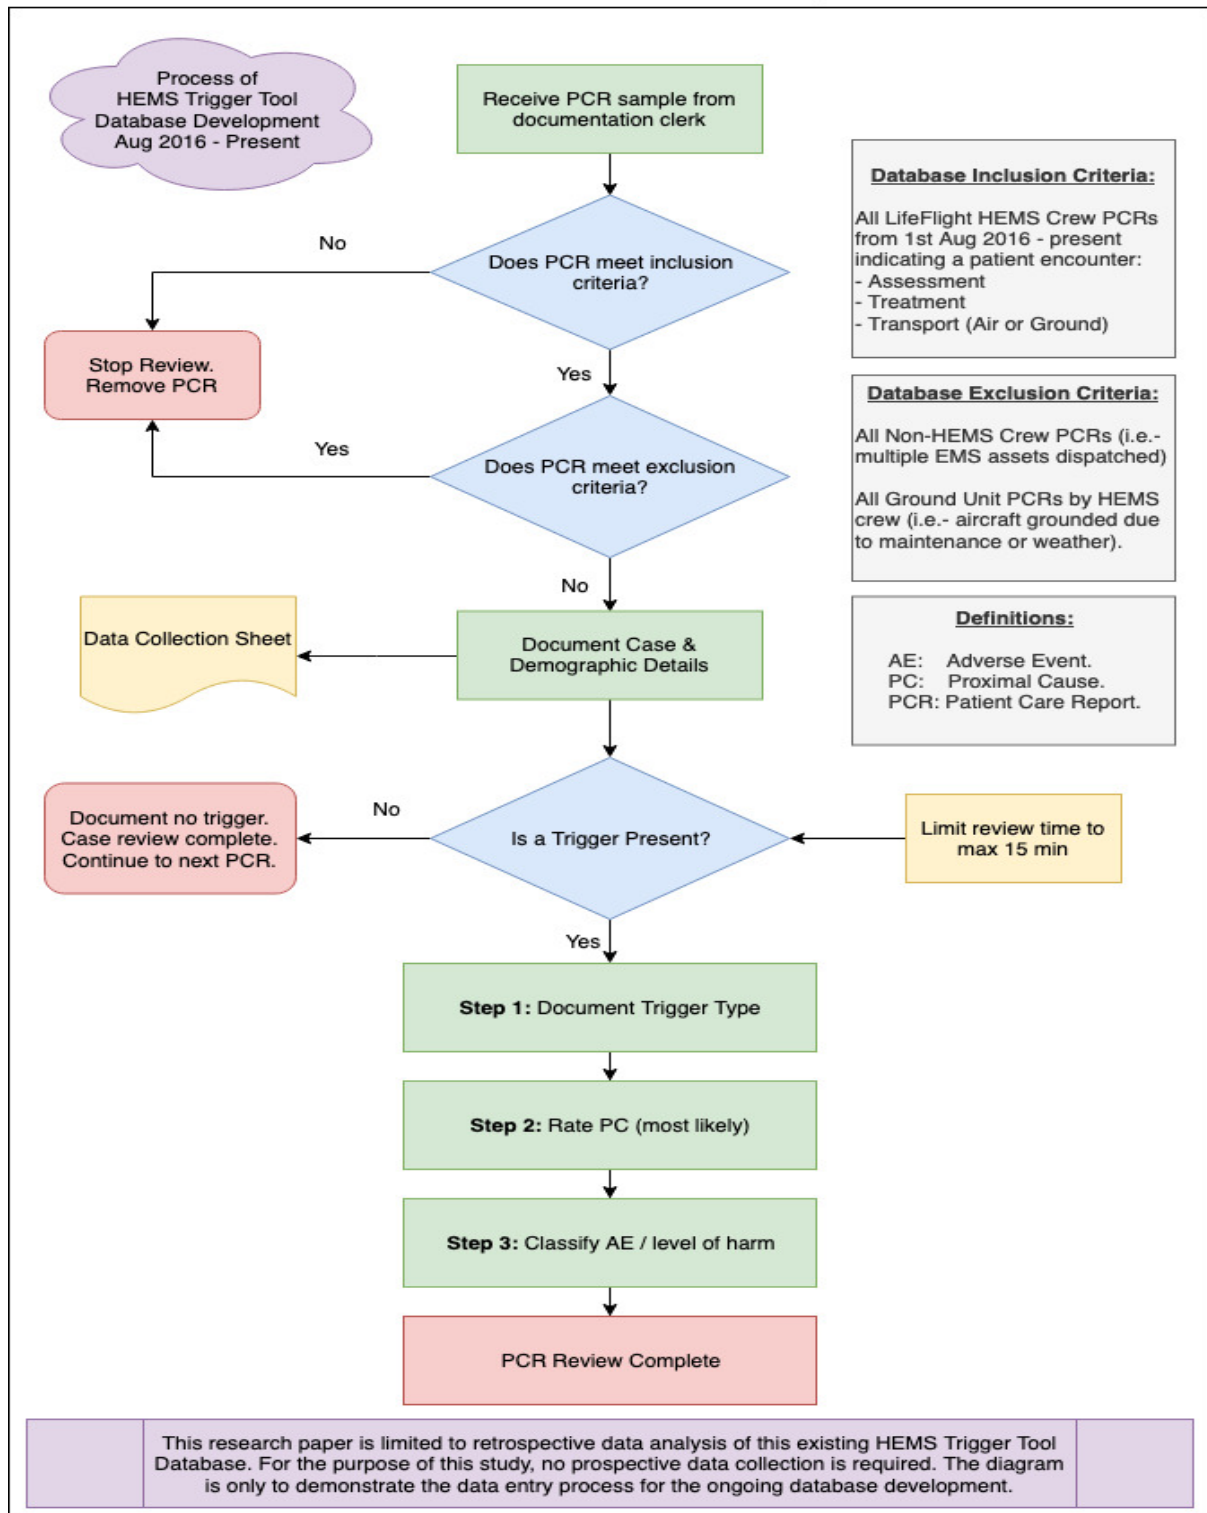 Process of
HEMS Trigger Tool
Database Development
Aug 2016 - Present
Receive PCR sample from
documentation clerk
Database Inclusion Criteria:
All LifeFlight HEMS Crew PCRs
from 1st Aug 2016 - present
indicating a patient encounter:
- Assessment
- Treatment
- Transport (Air or Ground)
No
Does PCR meet inclusion
criteria?
Stop Review.
Remove PCR
Yes
Database Exclusion Criteria:
All Non-HEMS Crew PCRs (i.e.-
multiple EMS assets dispatched)
All Ground Unit PCRs by HEMS
crew (i.e.- aircraft grounded due
to maintenance or weather).
Yes
Does PCR meet exclusion
criteria?
No
Data Collection Sheet
Document Case &
Demographic Details
Definitions:
AE: Adverse Event.
PC: Proximal Cause.
PCR: Patient Care Report.
Document no trigger.
Case review complete.
Continue to next PCR.
No
Is a Trigger Present?
Limit review time to
max 15 min
Yes
Step 1: Document Trigger Type
Step 2: Rate PC (most likely)
Step 3: Classify AE / level of harm
PCR Review Complete
This research paper is limited to retrospective data analysis of this existing HEMS Trigger Tool
Database. For the purpose of this study, no prospective data collection is required. The diagram
is only to demonstrate the data entry process for the ongoing database development.